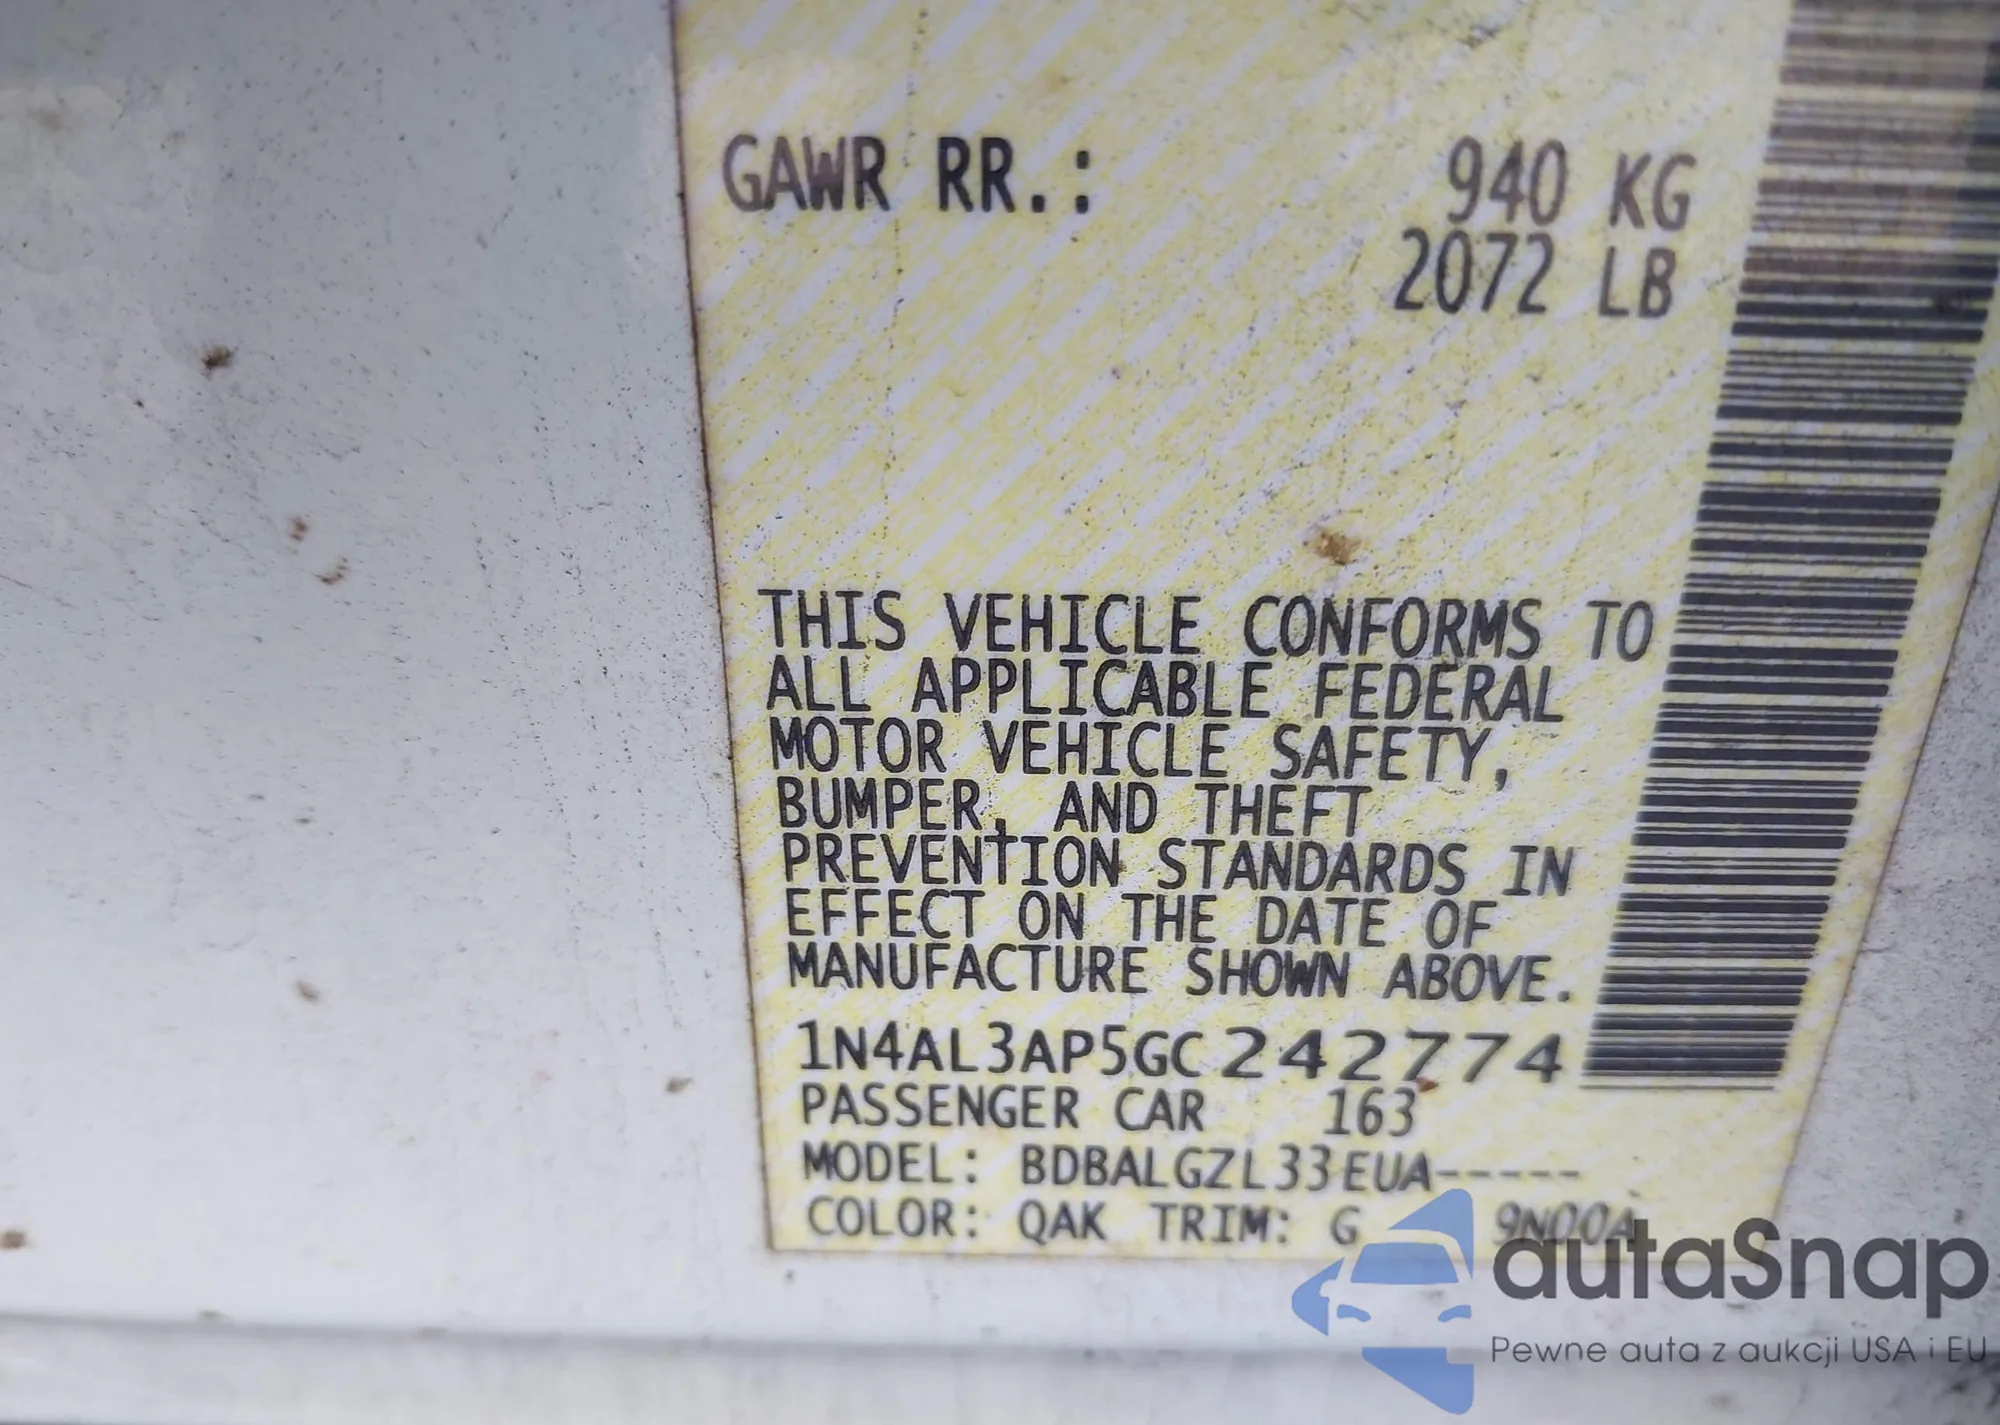 GAWR RR.: 940 KG
2072 LB
THIS VEHICLE CONFORMS TO
ALL APPLICABLE FEDERAL
MOTOR VEHICLE SAFETY,
BUMPER, AND THEFT
PREVENTION STANDARDS IN
EFFECT ON THE DATE OF
MANUFACTURE SHOWN ABOVE.
1N4AL3AP5GC242774
PASSENGER CAR 163
MODEL: BDBALGZL33EUA-----
COLOR: QAK TRIM: G 9N00A
autaSnap
Pewne auta z aukcji USA i EU